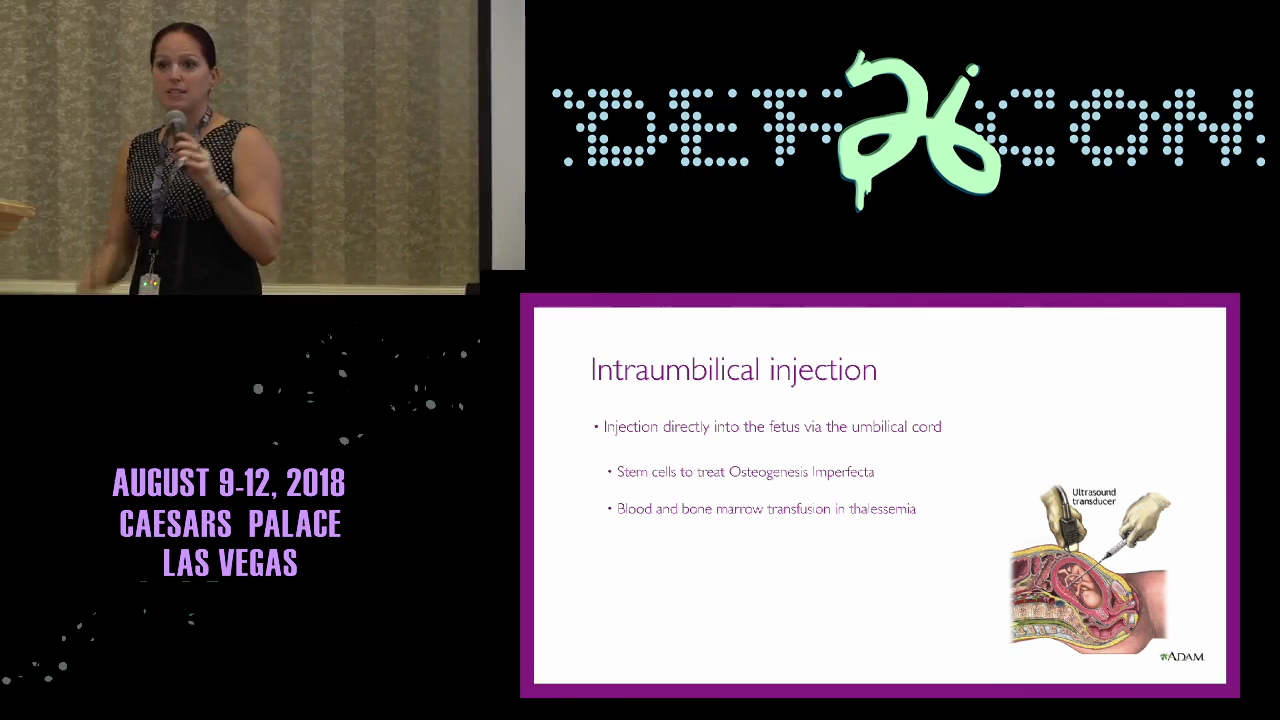 DEF 26 CON
Intraumbilical injection
• Injection directly into the fetus via the umbilical cord
• Stem cells to treat Osteogenesis Imperfecta
• Blood and bone marrow transfusion in thalessemia
Ultrasound
transducer
ADAM.
AUGUST 9-12, 2018
CAESARS PALACE
LAS VEGAS